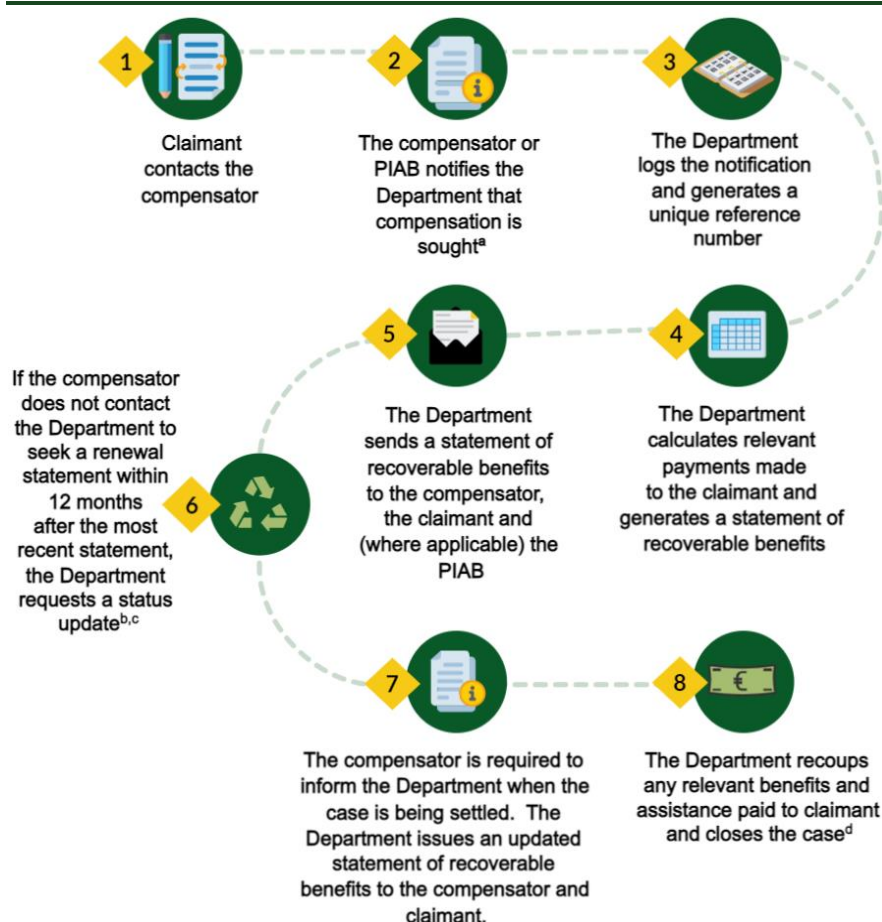 1
Claimant
contacts the
compensator
2
The compensator or
PIAB notifies the
Department that
compensation is
soughtᵃ
3
The Department
logs the notification
and generates a
unique reference
number
4
The Department
calculates relevant
payments made
to the claimant and
generates a statement of
recoverable benefits
5
The Department
sends a statement of
recoverable benefits
to the compensator,
the claimant and
(where applicable) the
PIAB
6
If the compensator
does not contact
the Department to
seek a renewal
statement within
12 months
after the most
recent statement,
the Department
requests a status
updateᵇ,ᶜ
7
The compensator is required to
inform the Department when the
case is being settled. The
Department issues an updated
statement of recoverable
benefits to the compensator and
claimant.
8
€
The Department recoups
any relevant benefits and
assistance paid to claimant
and closes the caseᵈ